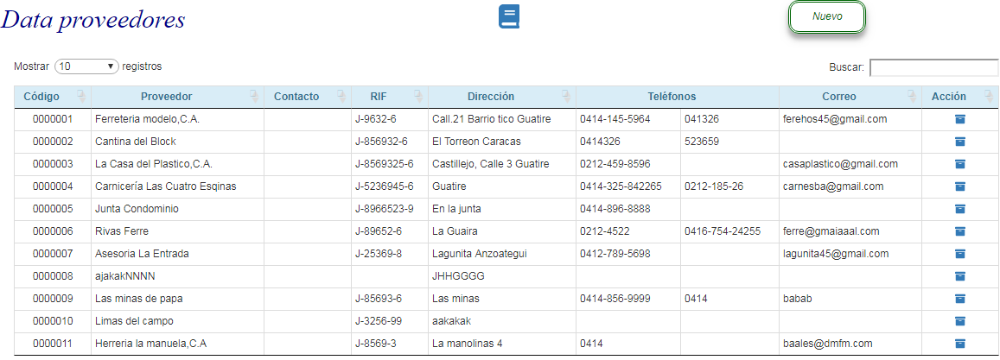 Data proveedores
Nuevo
Mostrar 10 registros
Buscar:
Código Proveedor Contacto RIF Dirección Teléfonos Correo Acción
0000001 Ferreteria modelo,C.A. J-9632-6 Call.21 Barrio tico Guatire 0414-145-5964 041326 ferehos45@gmail.com
0000002 Cantina del Block J-856932-6 El Torreon Caracas 0414326 523659
0000003 La Casa del Plastico,C.A. J-8569325-6 Castillejo, Calle 3 Guatire 0212-459-8596 casaplastico@gmail.com
0000004 Carnicería Las Cuatro Esqinas J-5236945-6 Guatire 0414-325-842265 0212-185-26 carnesba@gmail.com
0000005 Junta Condominio J-8966523-9 En la junta 0414-896-8888
0000006 Rivas Ferre J-89652-6 La Guaira 0212-4522 0416-754-24255 ferre@gmaiaaal.com
0000007 Asesoria La Entrada J-25369-8 Lagunita Anzoategui 0412-789-5698 lagunita45@gmail.com
0000008 ajakakNNNN JHHGGGG
0000009 Las minas de papa J-85693-6 Las minas 0414-856-9999 0414 babab
0000010 Limas del campo J-3256-99 aakakak
0000011 Herreria la manuela,C.A J-8569-3 La manolinas 4 0414 baales@dmfm.com